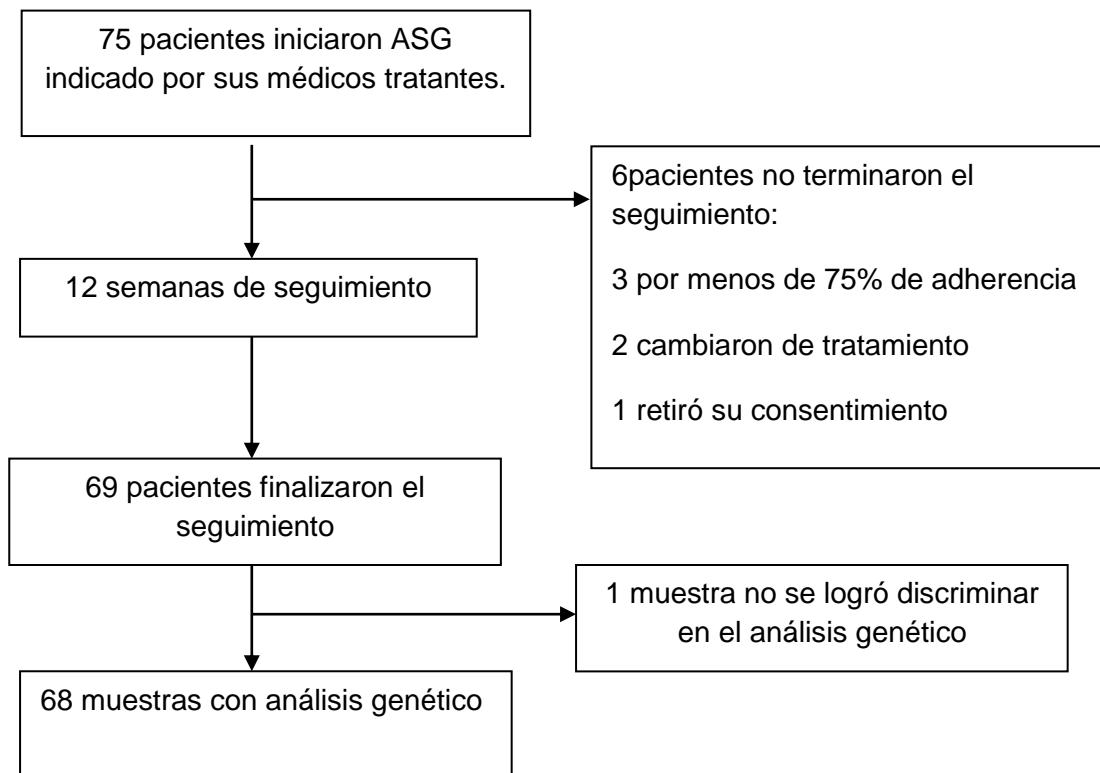 75 pacientes iniciaron ASG
indicado por sus médicos tratantes.
6pacientes no terminaron el
seguimiento:
3 por menos de 75% de adherencia
2 cambiaron de tratamiento
1 retiró su consentimiento
12 semanas de seguimiento
69 pacientes finalizaron el
seguimiento
1 muestra no se logró discriminar
en el análisis genético
68 muestras con análisis genético